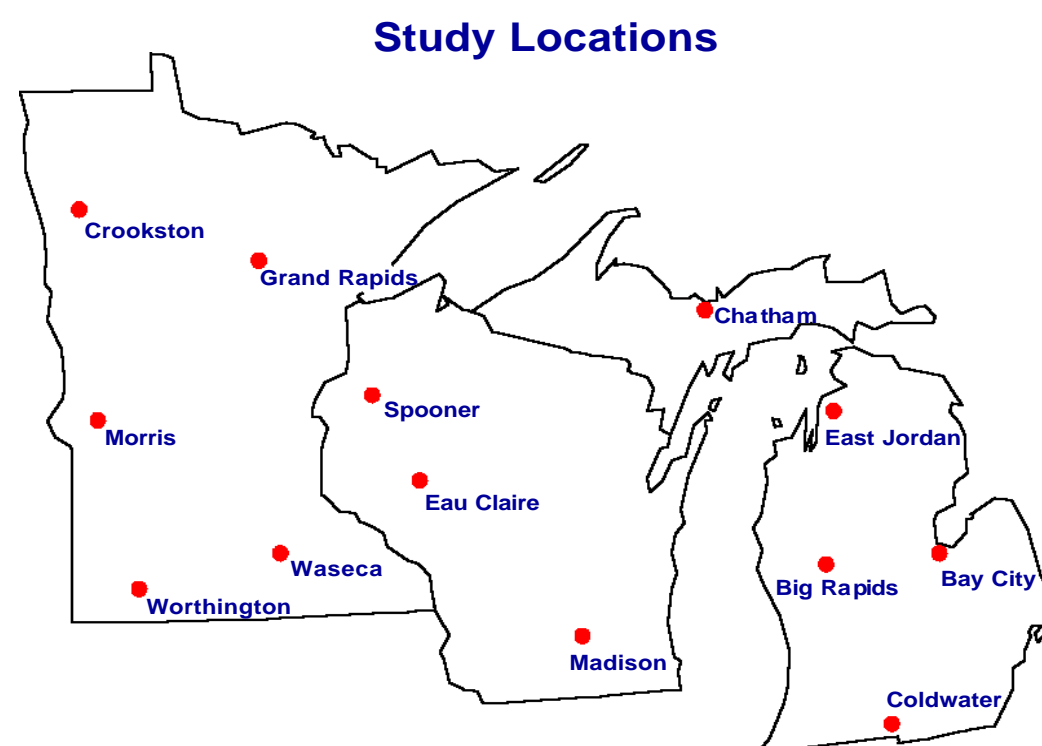 Study Locations
Crookston
Grand Rapids
Chatham
Spooner
East Jordan
Morris
Eau Claire
Waseca
Bay City
Big Rapids
Worthington
Madison
Coldwater